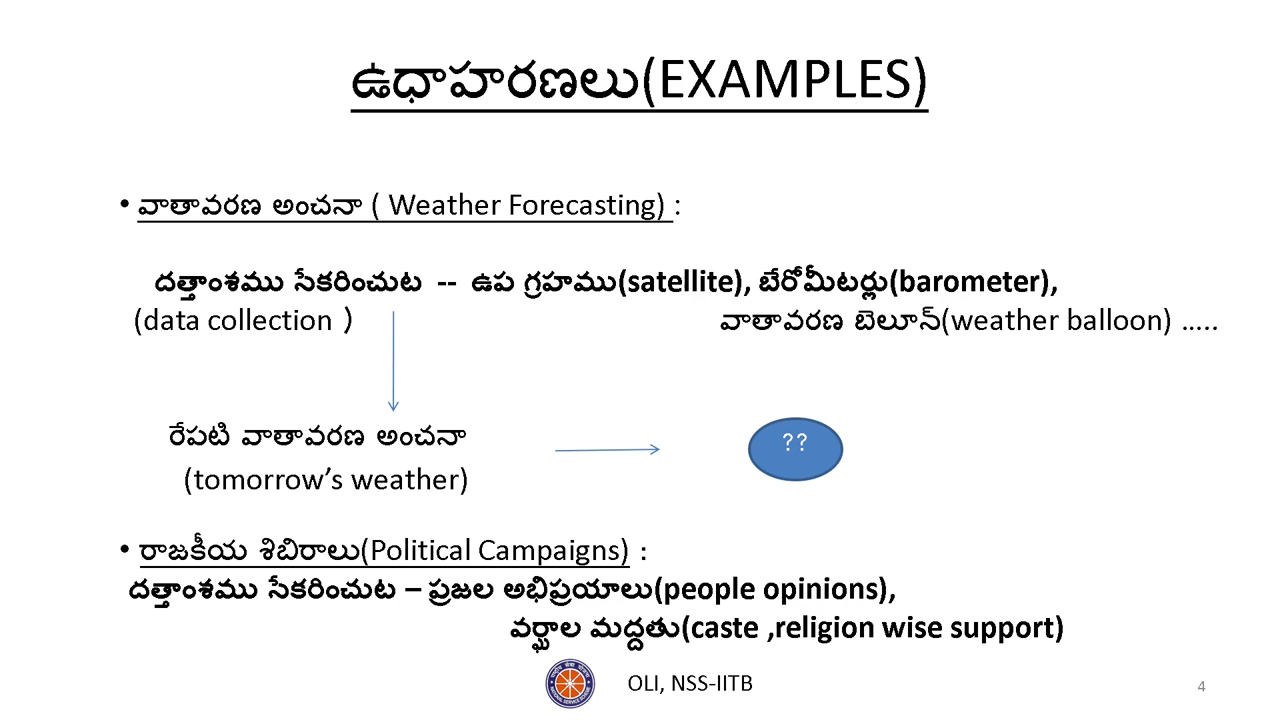 ఉదాహరణలు(EXAMPLES)
• వాతావరణ అంచనా ( Weather Forecasting) :
దత్తాంశము సేకరించుట -- ఉప గ్రహము(satellite), బేరోమీటర్లు(barometer),
(data collection ) వాతావరణ బెలూన్(weather balloon) …..
రేపటి వాతావరణ అంచనా
??
(tomorrow’s weather)
• రాజకీయ శిబిరాలు(Political Campaigns) :
దత్తాంశము సేకరించుట – ప్రజల అభిప్రయాలు(people opinions),
వర్ఘాల మద్దతు(caste ,religion wise support)
OLI, NSS-IITB
4